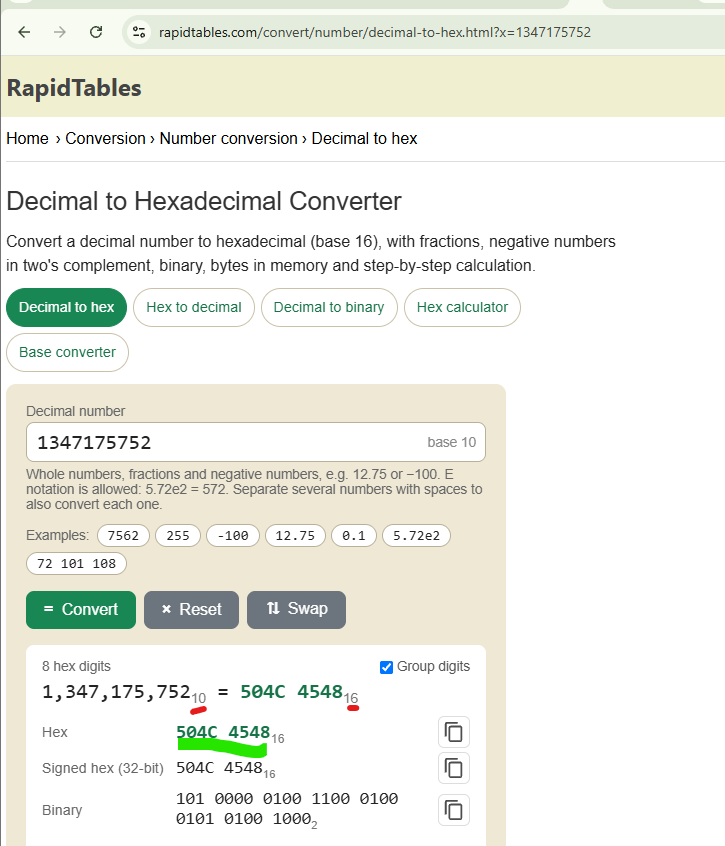 rapidtables.com/convert/number/decimal-to-hex.html?x=1347175752
RapidTables
Home › Conversion › Number conversion › Decimal to hex
Decimal to Hexadecimal Converter
Convert a decimal number to hexadecimal (base 16), with fractions, negative numbers
in two's complement, binary, bytes in memory and step-by-step calculation.
Decimal to hex Hex to decimal Decimal to binary Hex calculator
Base converter
Decimal number
1347175752 base 10
Whole numbers, fractions and negative numbers, e.g. 12.75 or −100. E
notation is allowed: 5.72e2 = 572. Separate several numbers with spaces to
also convert each one.
Examples: 7562 255 -100 12.75 0.1 5.72e2
72 101 108
= Convert × Reset ⇅ Swap
8 hex digits Group digits
1,347,175,752₁₀ = 504C 4548₁₆
Hex 504C 4548₁₆
Signed hex (32-bit) 504C 4548₁₆
Binary 101 0000 0100 1100 0100
0101 0100 1000₂